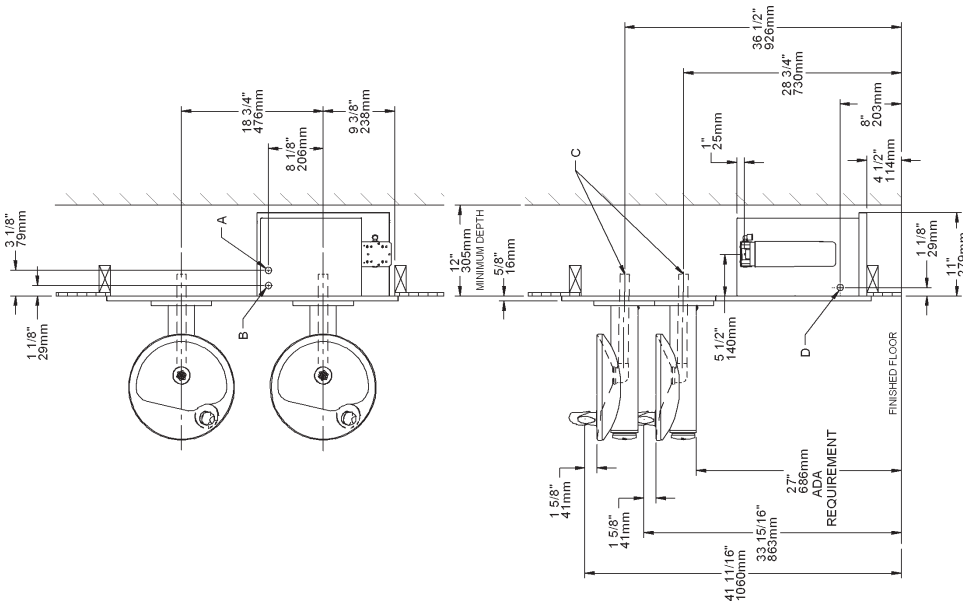 18 3/4"
476mm
9 3/8"
238mm
8 1/8"
206mm
3 1/8"
79mm
A
B
1 1/8"
29mm
12"
305mm
MINIMUM DEPTH
5/8"
16mm
36 1/2"
926mm
28 3/4"
730mm
8"
203mm
1"
25mm
C
4 1/2"
114mm
1 1/8"
29mm
11"
279mm
5 1/2"
140mm
D
FINISHED FLOOR
1 5/8"
41mm
1 5/8"
41mm
27"
686mm
ADA
REQUIREMENT
33 15/16"
863mm
41 11/16"
1060mm